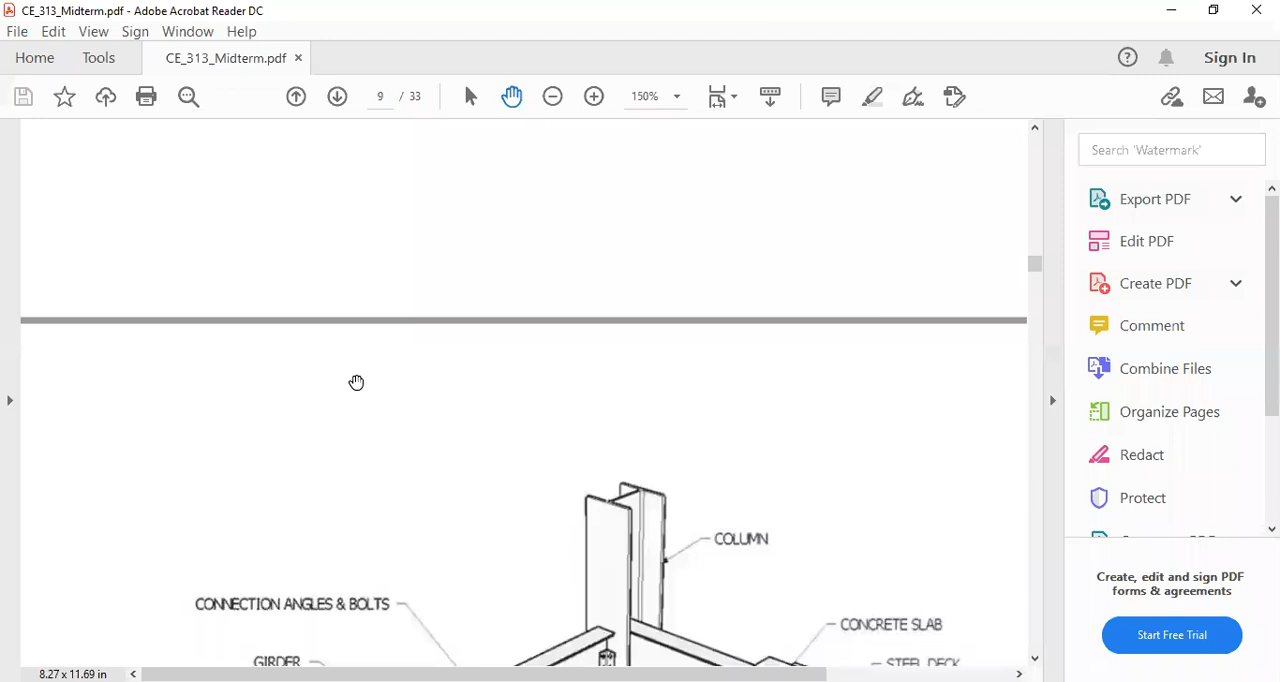 CE_313_Midterm.pdf - Adobe Acrobat Reader DC
File Edit View Sign Window Help
Home Tools CE_313_Midterm.pdf × Sign In
9 / 33 150%
Search 'Watermark'
Export PDF
Edit PDF
Create PDF
Comment
Combine Files
Organize Pages
Redact
Protect
Create, edit and sign PDF
forms & agreements
Start Free Trial
COLUMN
CONNECTION ANGLES & BOLTS
CONCRETE SLAB
GIRDER
STEEL DECK
8.27 x 11.69 in